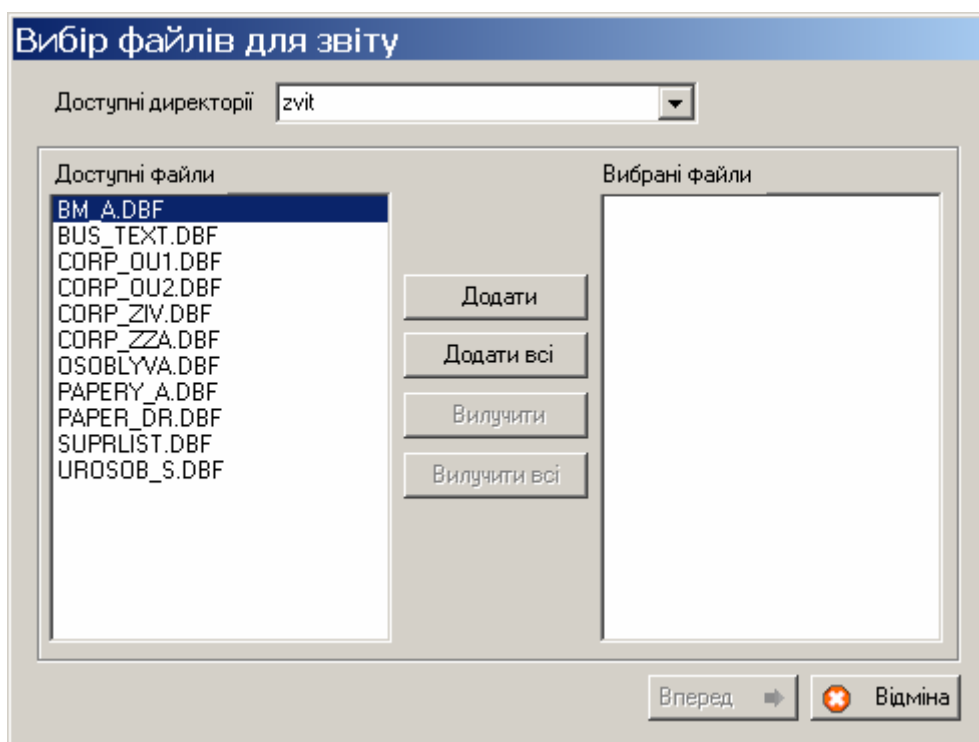 Вибір файлів для звіту
Доступні директорії zvit
Доступні файли
BM_A.DBF
BUS_TEXT.DBF
CORP_OU1.DBF
CORP_OU2.DBF
CORP_ZIV.DBF
CORP_ZZA.DBF
OSOBLYVA.DBF
PAPERY_A.DBF
PAPER_DR.DBF
SUPRLIST.DBF
UROSOB_S.DBF
Додати
Додати всі
Вилучити
Вилучити всі
Вибрані файли
Вперед
Відміна